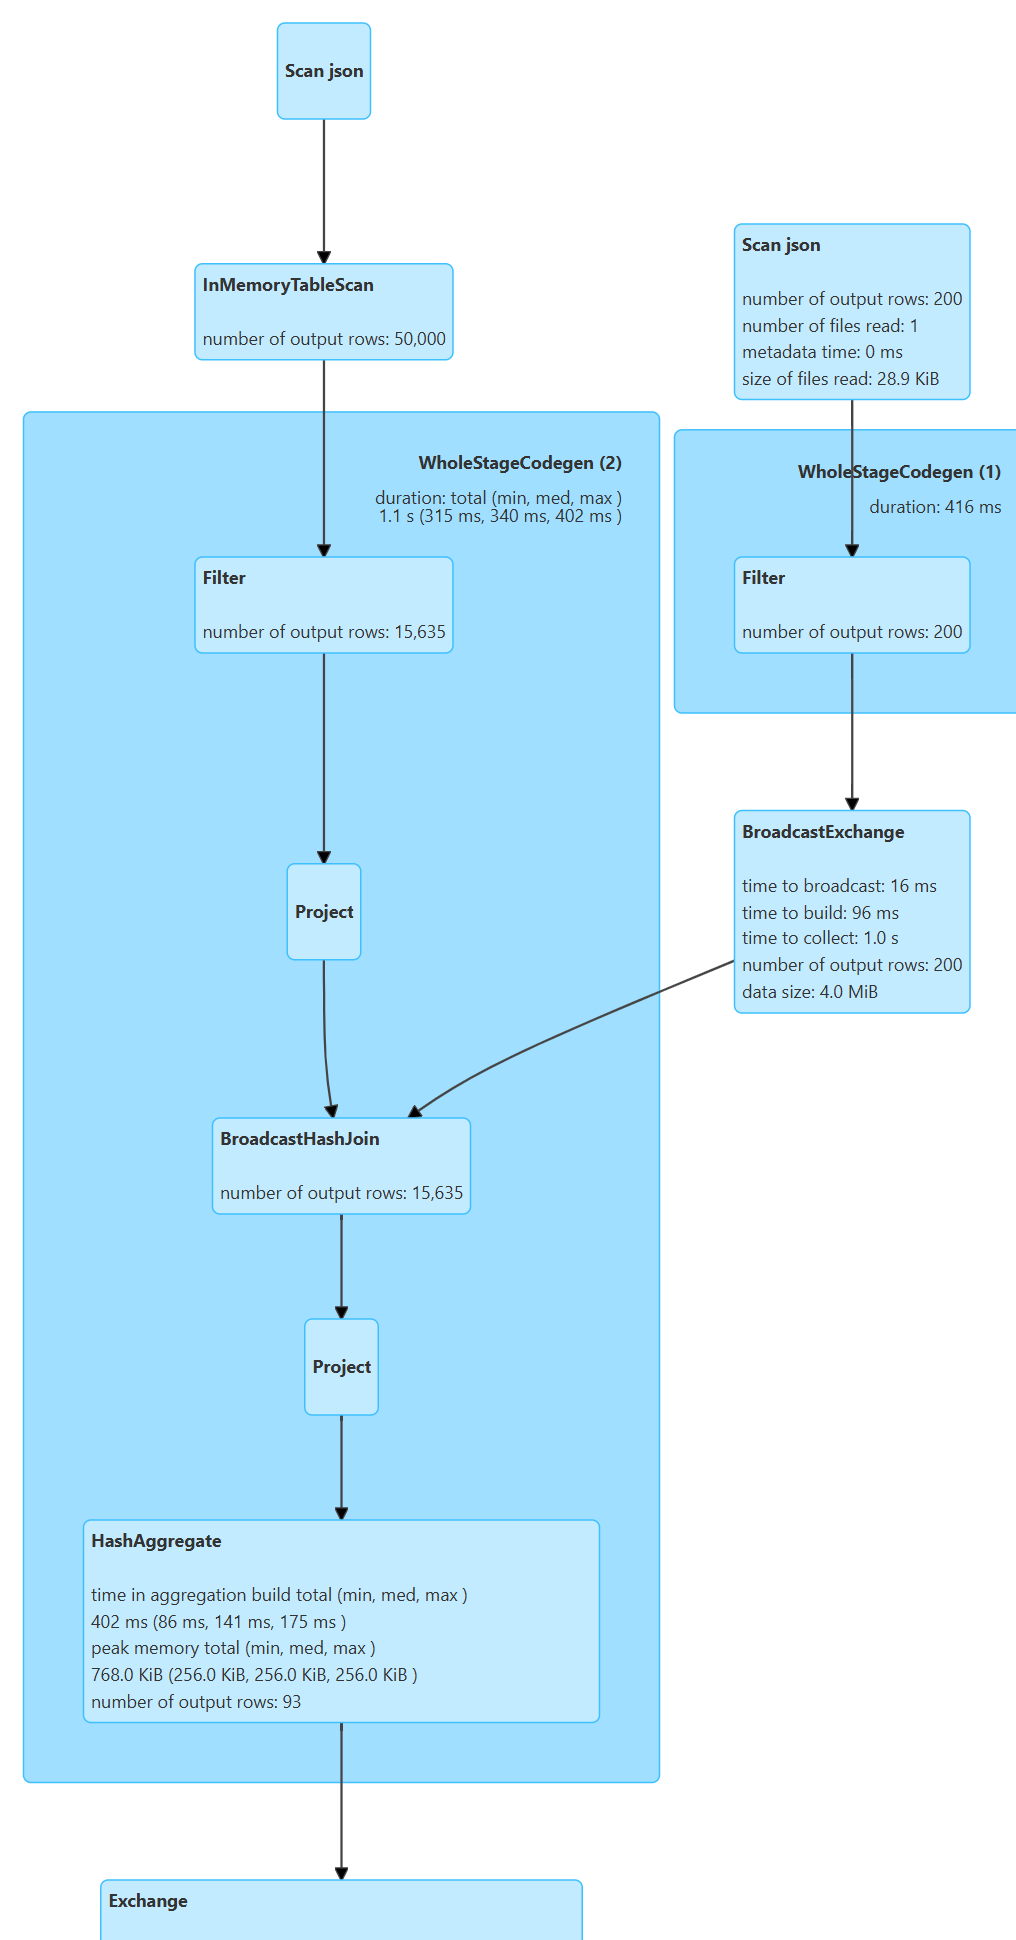 Scan json
InMemoryTableScan
number of output rows: 50,000
Scan json
number of output rows: 200
number of files read: 1
metadata time: 0 ms
size of files read: 28.9 KiB
WholeStageCodegen (2)
duration: total (min, med, max )
1.1 s (315 ms, 340 ms, 402 ms )
WholeStageCodegen (1)
duration: 416 ms
Filter
number of output rows: 15,635
Filter
number of output rows: 200
Project
BroadcastExchange
time to broadcast: 16 ms
time to build: 96 ms
time to collect: 1.0 s
number of output rows: 200
data size: 4.0 MiB
BroadcastHashJoin
number of output rows: 15,635
Project
HashAggregate
time in aggregation build total (min, med, max )
402 ms (86 ms, 141 ms, 175 ms )
peak memory total (min, med, max )
768.0 KiB (256.0 KiB, 256.0 KiB, 256.0 KiB )
number of output rows: 93
Exchange